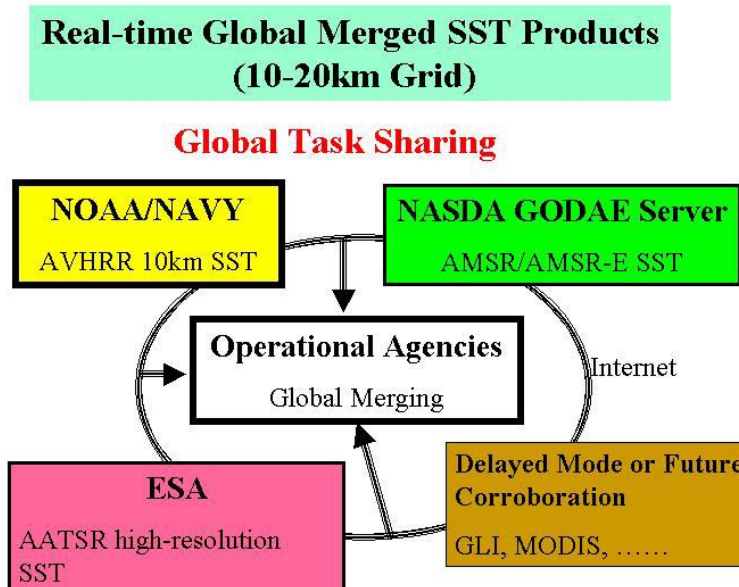 Real-time Global Merged SST Products
(10-20km Grid)
Global Task Sharing
NOAA/NAVY
AVHRR 10km SST
NASDA GODAE Server
AMSR/AMSR-E SST
Operational Agencies
Global Merging
Internet
ESA
AATSR high-resolution
SST
Delayed Mode or Future
Corroboration
GLI, MODIS, ……